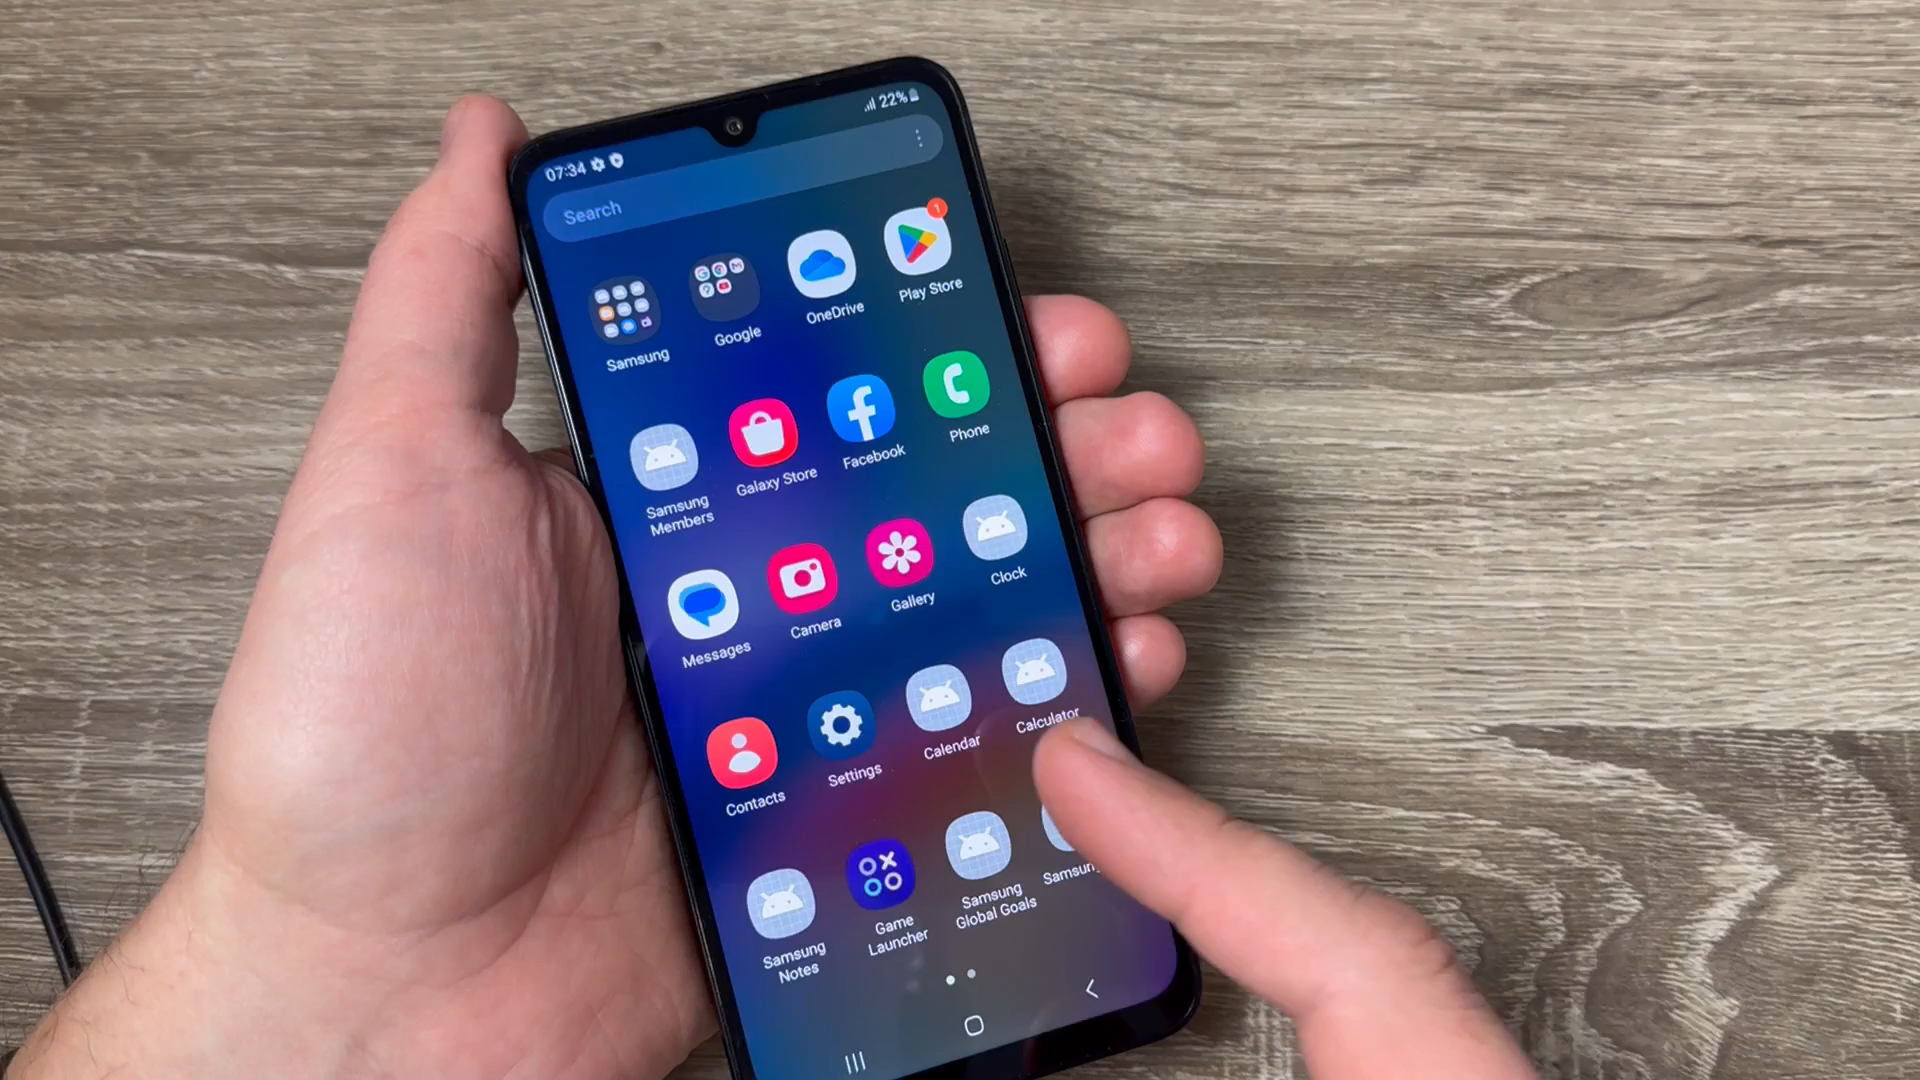 07:34
22%
Search
Samsung
Google
OneDrive
Play Store
1
Samsung
Members
Galaxy Store
Facebook
Phone
Messages
Camera
Gallery
Clock
Contacts
Settings
Calendar
Calculator
Samsung
Notes
Game
Launcher
Samsung
Global Goals